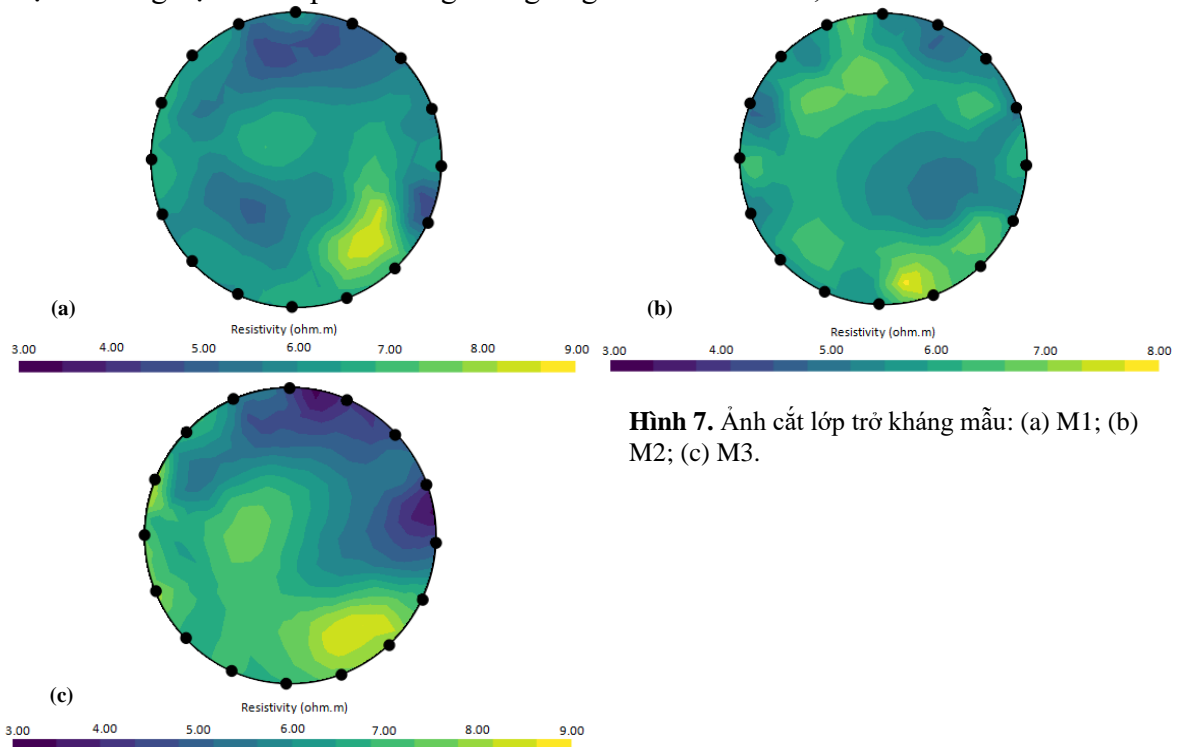 (a)
Resistivity (ohm.m)
3.00 4.00 5.00 6.00 7.00 8.00 9.00
(b)
Resistivity (ohm.m)
3.00 4.00 5.00 6.00 7.00 8.00
(c)
Resistivity (ohm.m)
3.00 4.00 5.00 6.00 7.00 8.00 9.00
Hình 7. Ảnh cắt lớp trở kháng mẫu: (a) M1; (b)
M2; (c) M3.